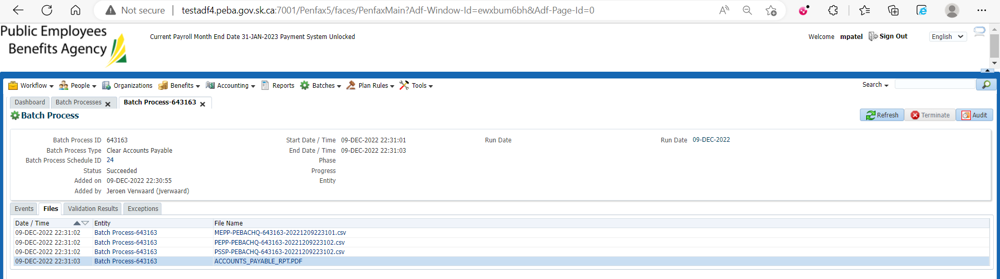 Not secure | testadf4.peba.gov.sk.ca:7001/Penfax5/faces/PenfaxMain?Adf-Window-Id=ewxbum6bh&Adf-Page-Id=0
Public Employees
Benefits Agency
Current Payroll Month End Date 31-JAN-2023 Payment System Unlocked
Welcome mpatel Sign Out English
Workflow People Organizations Benefits Accounting Reports Batches Plan Rules Tools Search
Dashboard Batch Processes Batch Process-643163
Batch Process Refresh Terminate Audit
Batch Process ID 643163 Start Date / Time 09-DEC-2022 22:31:01 Run Date Run Date 09-DEC-2022
Batch Process Type Clear Accounts Payable End Date / Time 09-DEC-2022 22:31:03
Batch Process Schedule ID 24 Phase
Status Succeeded Progress
Added on 09-DEC-2022 22:30:55 Entity
Added by Jeroen Verwaard (jverwaard)
Events Files Validation Results Exceptions
Date / Time Entity File Name
09-DEC-2022 22:31:02 Batch Process-643163 MEPP-PEBACHQ-643163-20221209223101.csv
09-DEC-2022 22:31:02 Batch Process-643163 PEPP-PEBACHQ-643163-20221209223102.csv
09-DEC-2022 22:31:02 Batch Process-643163 PSSP-PEBACHQ-643163-20221209223102.csv
09-DEC-2022 22:31:03 Batch Process-643163 ACCOUNTS_PAYABLE_RPT.PDF